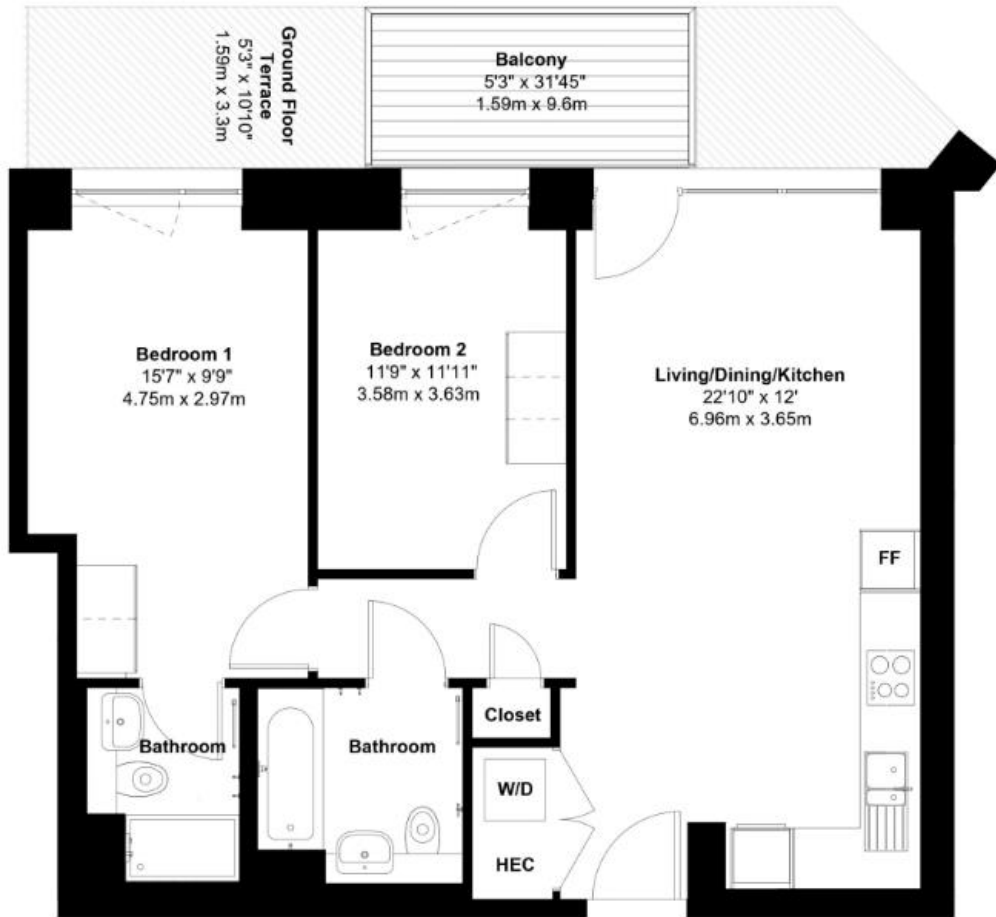 Ground Floor
Terrace
5'3" x 10'10"
1.59m x 3.3m
Balcony
5'3" x 31'45"
1.59m x 9.6m
Bedroom 1
15'7" x 9'9"
4.75m x 2.97m
Bedroom 2
11'9" x 11'11"
3.58m x 3.63m
Living/Dining/Kitchen
22'10" x 12'
6.96m x 3.65m
FF
Closet
Bathroom
Bathroom
W/D
HEC